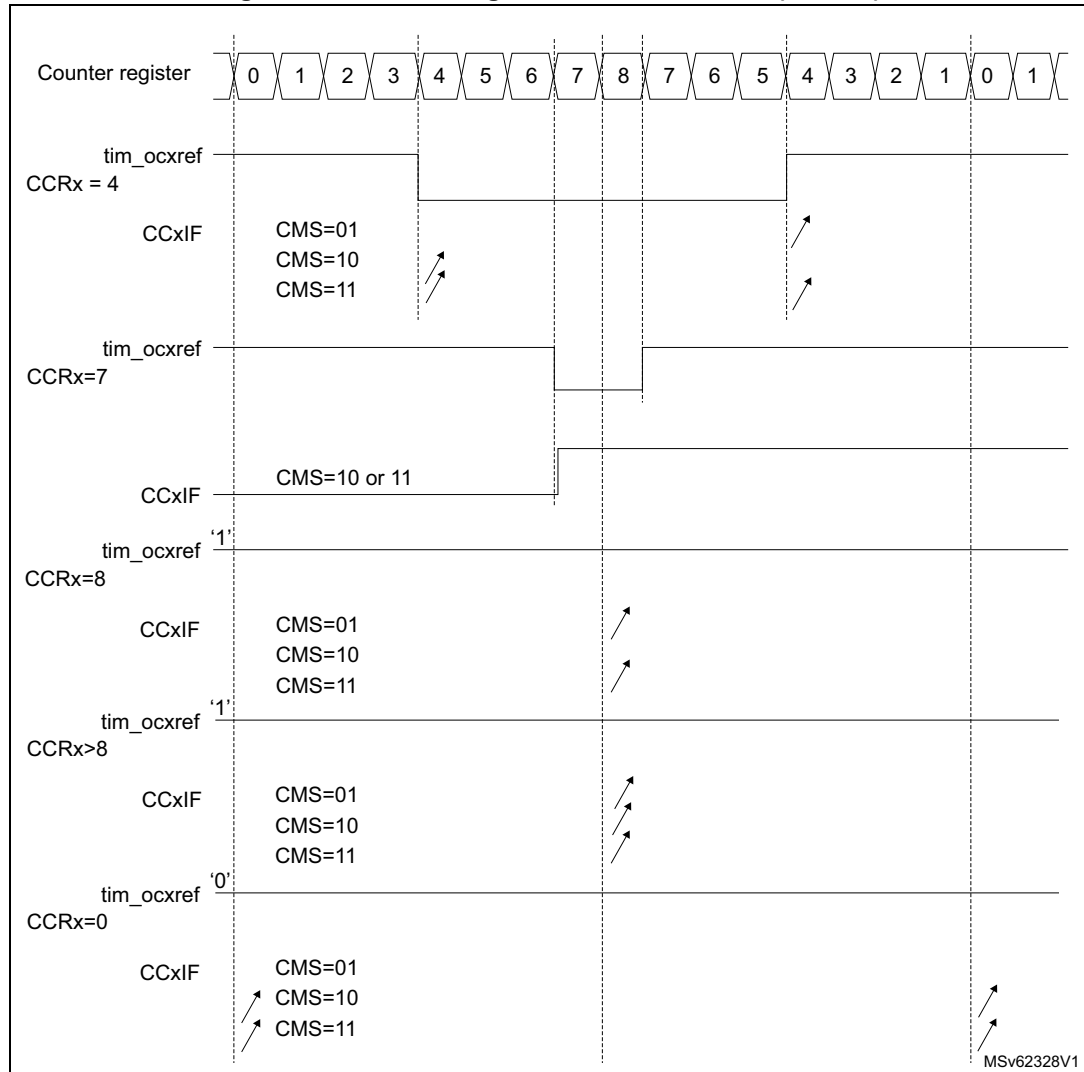 Counter register 0 1 2 3 4 5 6 7 8 7 6 5 4 3 2 1 0 1
tim_ocxref
CCRx = 4
CCxIF CMS=01
CMS=10
CMS=11
tim_ocxref
CCRx=7
CMS=10 or 11
CCxIF
tim_ocxref '1'
CCRx=8
CCxIF CMS=01
CMS=10
CMS=11
tim_ocxref '1'
CCRx>8
CCxIF CMS=01
CMS=10
CMS=11
tim_ocxref '0'
CCRx=0
CCxIF CMS=01
CMS=10
CMS=11
MSv62328V1